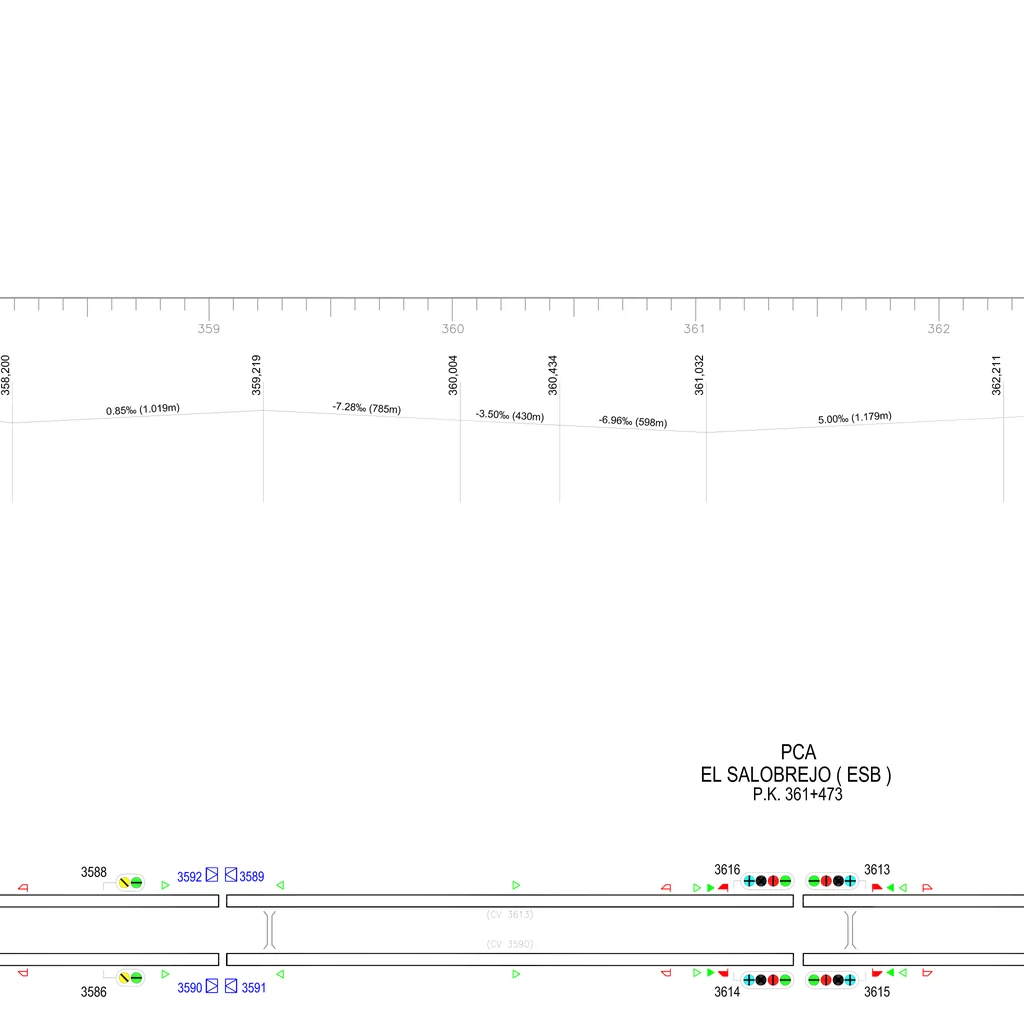 359 360 361 362
358,200 359,219 360,004 360,434 361,032 362,211
0.85‰ (1.019m) -7.28‰ (785m) -3.50‰ (430m) -6.96‰ (598m) 5.00‰ (1.179m)
PCA
EL SALOBREJO ( ESB )
P.K. 361+473
3588 3592 3589 3616 3613
(CV 3613)
(CV 3590)
3586 3590 3591 3614 3615